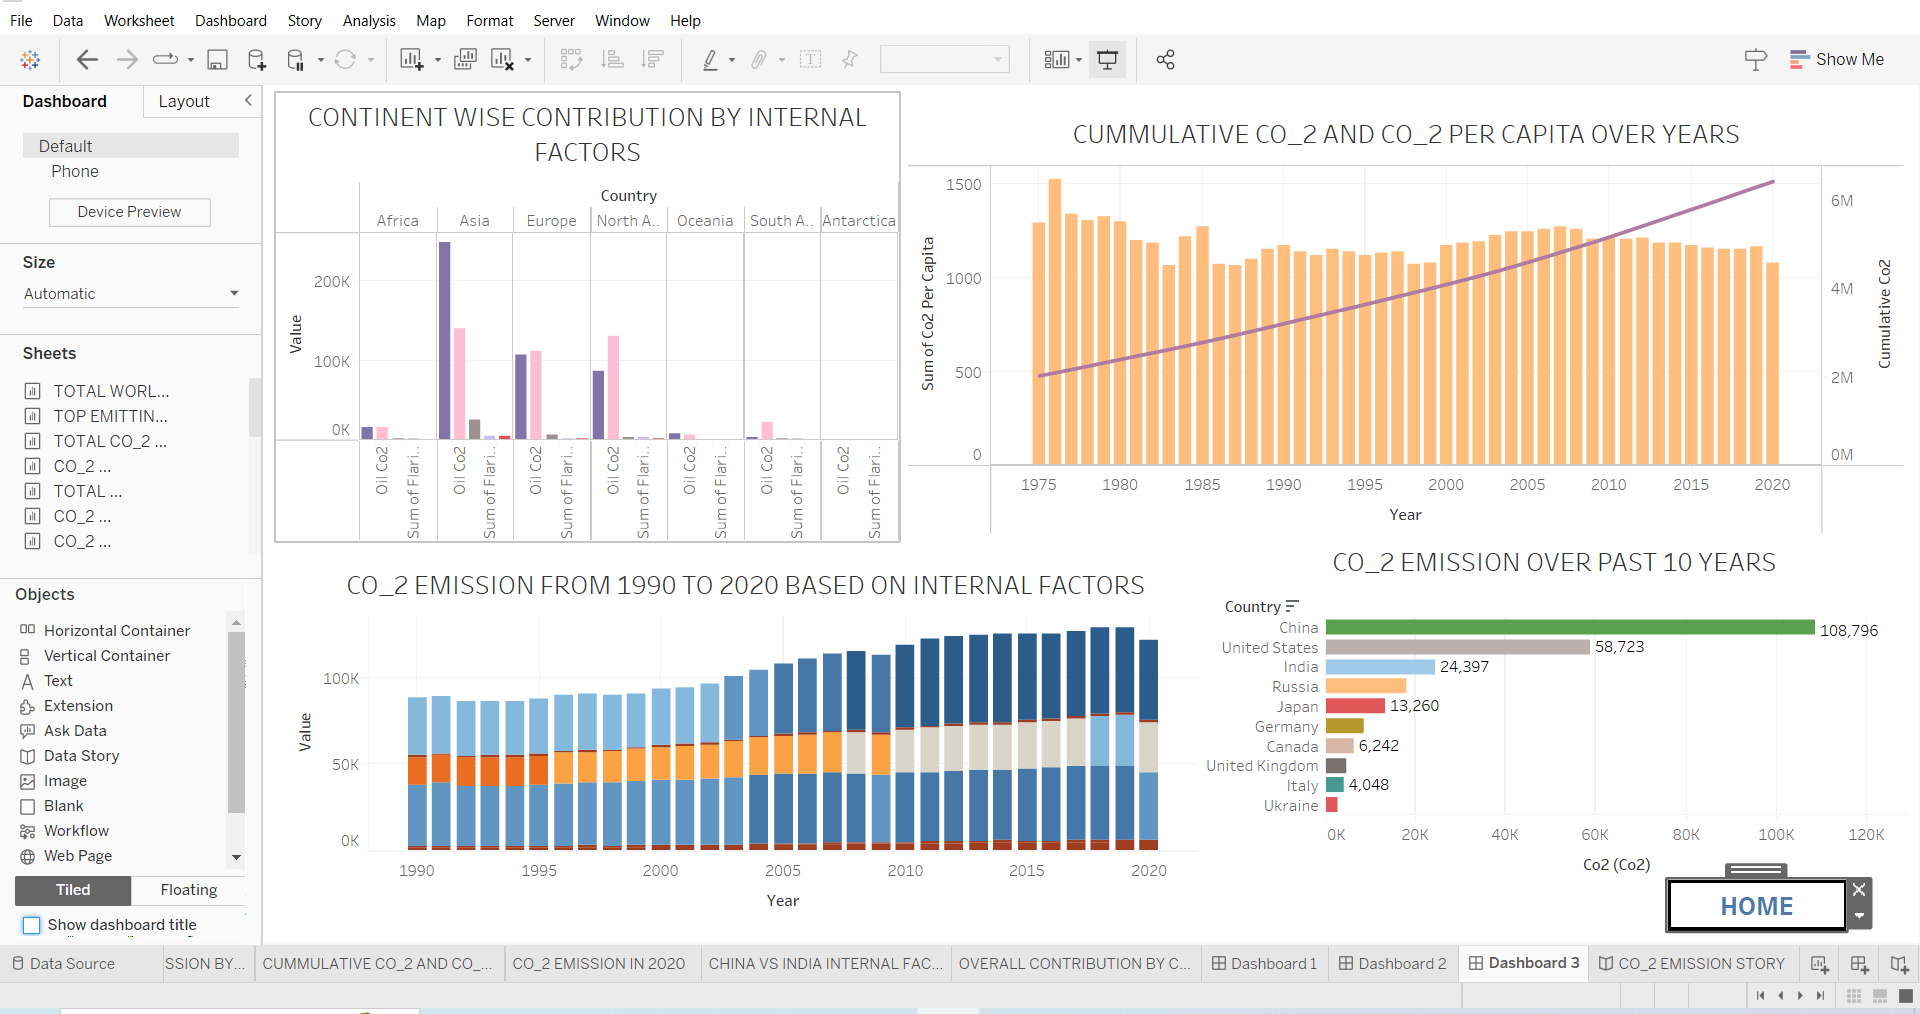 File Data Worksheet Dashboard Story Analysis Map Format Server Window Help
Show Me
Dashboard Layout
Default
Phone
Device Preview
Size
Automatic
Sheets
TOTAL WORL...
TOP EMITTIN...
TOTAL CO_2 ...
CO_2 ...
TOTAL ...
CO_2 ...
CO_2 ...
Objects
Horizontal Container
Vertical Container
Text
Extension
Ask Data
Data Story
Image
Blank
Workflow
Web Page
Tiled Floating
Show dashboard title
CONTINENT WISE CONTRIBUTION BY INTERNAL
FACTORS
Country
Africa Asia Europe North A.. Oceania South A.. Antarctica
Value
200K
100K
0K
Oil Co2 Sum of Flari.. Oil Co2 Sum of Flari.. Oil Co2 Sum of Flari.. Oil Co2 Sum of Flari.. Oil Co2 Sum of Flari.. Oil Co2 Sum of Flari.. Oil Co2 Sum of Flari..
CUMMULATIVE CO_2 AND CO_2 PER CAPITA OVER YEARS
Sum of Co2 Per Capita
1500
1000
500
0
6M
4M
2M
0M
Cumulative Co2
1975 1980 1985 1990 1995 2000 2005 2010 2015 2020
Year
CO_2 EMISSION FROM 1990 TO 2020 BASED ON INTERNAL FACTORS
Value
100K
50K
0K
1990 1995 2000 2005 2010 2015 2020
Year
CO_2 EMISSION OVER PAST 10 YEARS
Country
China 108,796
United States 58,723
India 24,397
Russia
Japan 13,260
Germany
Canada 6,242
United Kingdom
Italy 4,048
Ukraine
0K 20K 40K 60K 80K 100K 120K
Co2 (Co2)
HOME
Data Source SSION BY... CUMMULATIVE CO_2 AND CO_... CO_2 EMISSION IN 2020 CHINA VS INDIA INTERNAL FAC... OVERALL CONTRIBUTION BY C... Dashboard 1 Dashboard 2 Dashboard 3 CO_2 EMISSION STORY